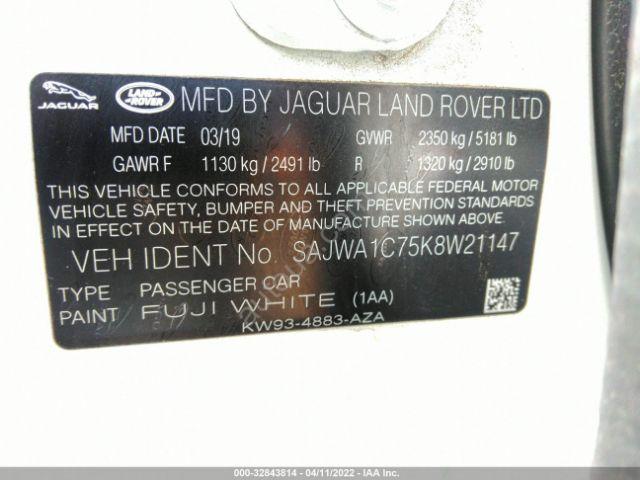 JAGUAR LAND ROVER MFD BY JAGUAR LAND ROVER LTD
MFD DATE 03/19 GVWR 2350 kg / 5181 lb
GAWR F 1130 kg / 2491 lb R 1320 kg / 2910 lb
THIS VEHICLE CONFORMS TO ALL APPLICABLE FEDERAL MOTOR
VEHICLE SAFETY, BUMPER AND THEFT PREVENTION STANDARDS
IN EFFECT ON THE DATE OF MANUFACTURE SHOWN ABOVE.
VEH IDENT No. SAJWA1C75K8W21147
TYPE PASSENGER CAR
PAINT FUJI WHITE (1AA)
KW93-4883-AZA
000-32843814 - 04/11/2022 - IAA Inc.